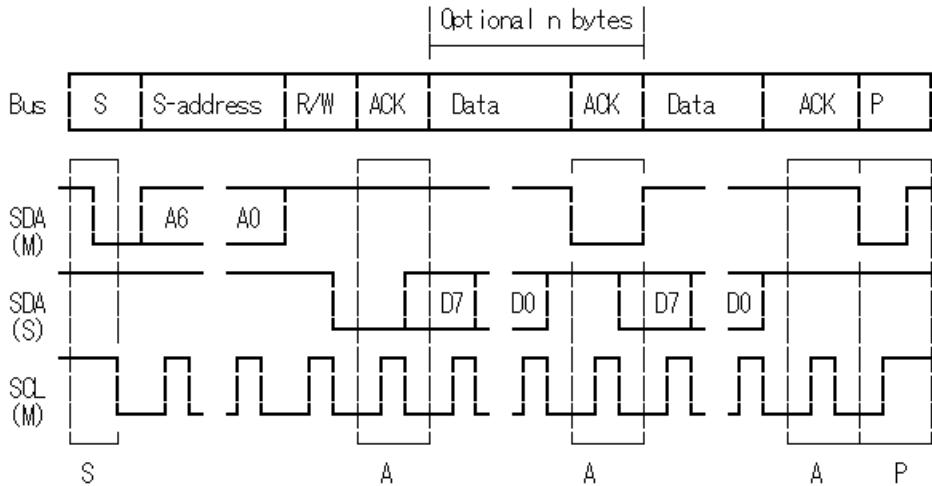 Optional n bytes
Bus S S-address R/W ACK Data ACK Data ACK P
SDA (M) A6 A0
SDA (S) D7 D0 D7 D0
SCL (M)
S A A A P